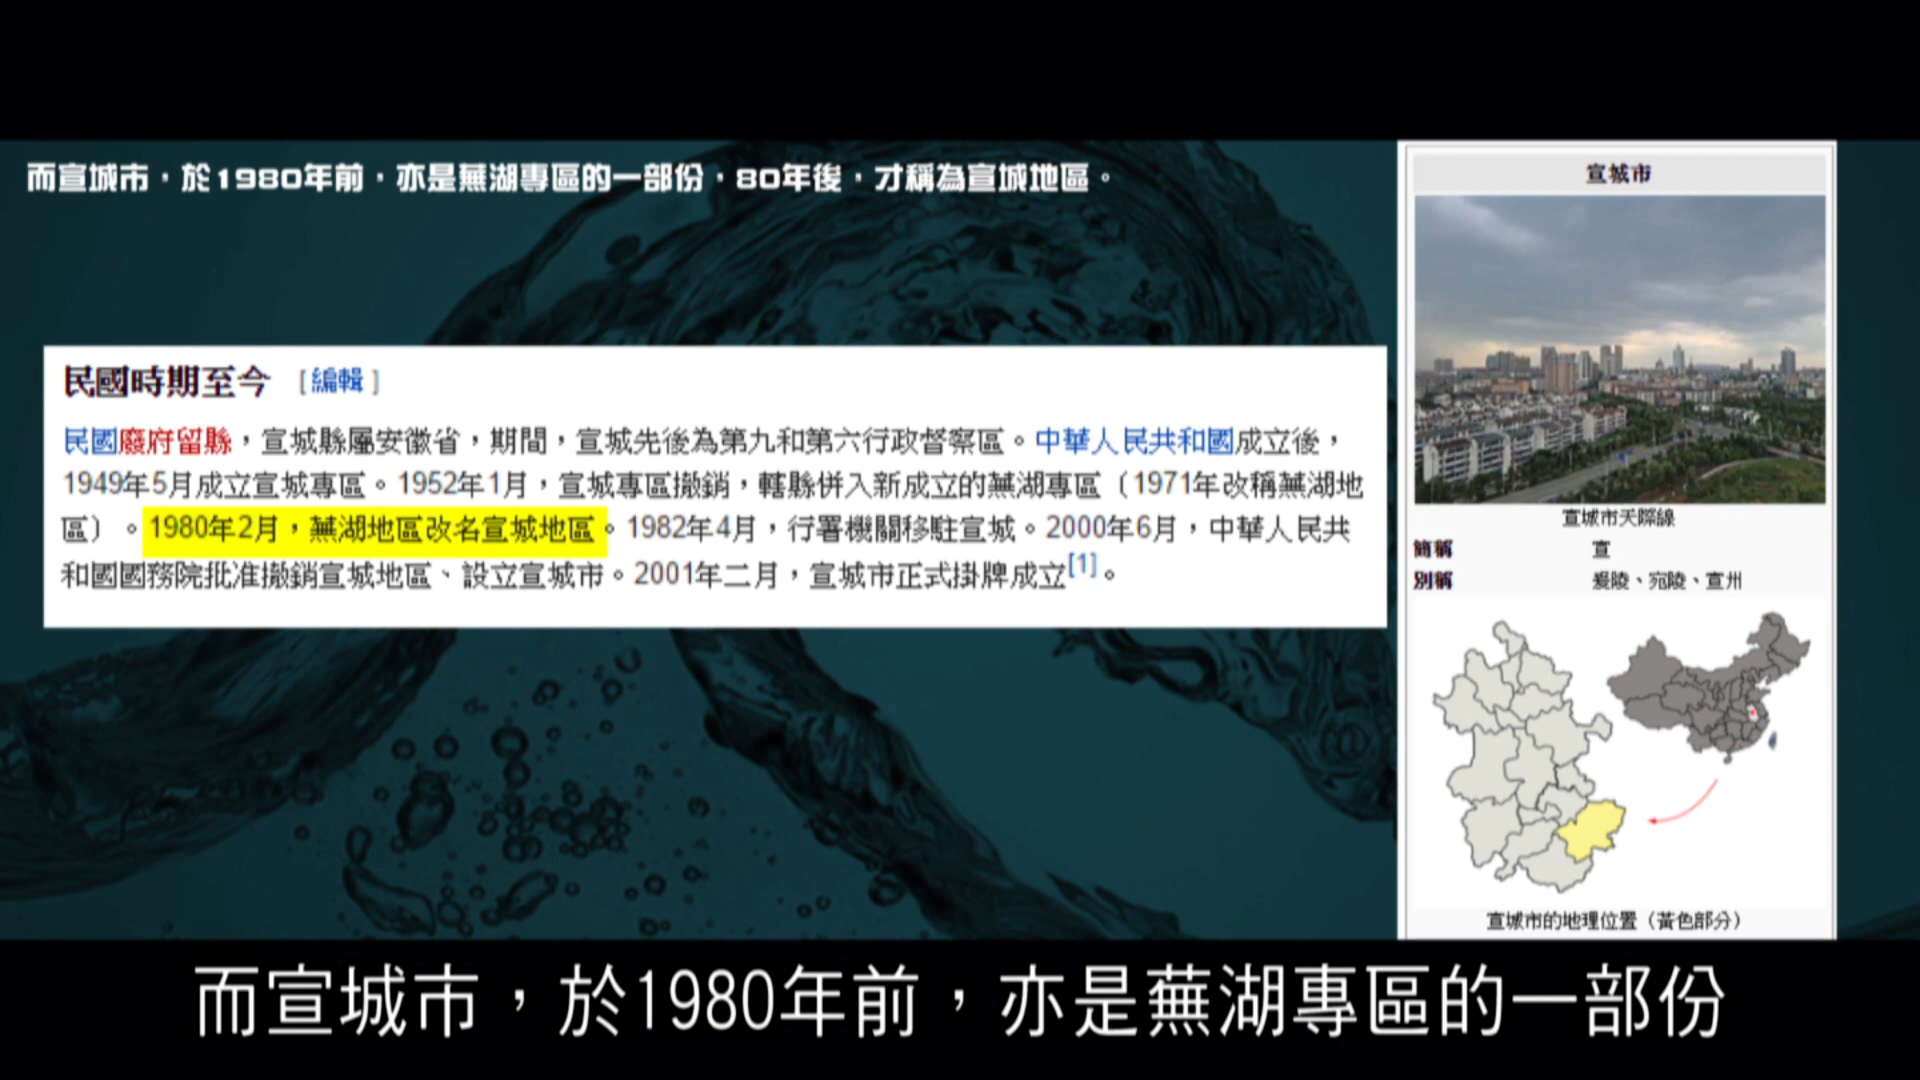 而宣城市，於1980年前，亦是蕪湖專區的一部份，80年後，才稱為宣城地區。
民國時期至今 [編輯]
民國廢府留縣，宣城縣屬安徽省，期間，宣城先後為第九和第六行政督察區。中華人民共和國成立後，
1949年5月成立宣城專區。1952年1月，宣城專區撤銷，轄縣併入新成立的蕪湖專區（1971年改稱蕪湖地
區）。1980年2月，蕪湖地區改名宣城地區。1982年4月，行署機關移駐宣城。2000年6月，中華人民共
和國國務院批准撤銷宣城地區、設立宣城市。2001年二月，宣城市正式掛牌成立[1]。
宣城市
宣城市天際線
簡稱 宣
別稱 爰陵、宛陵、宣州
宣城市的地理位置（黃色部分）
而宣城市，於1980年前，亦是蕪湖專區的一部份